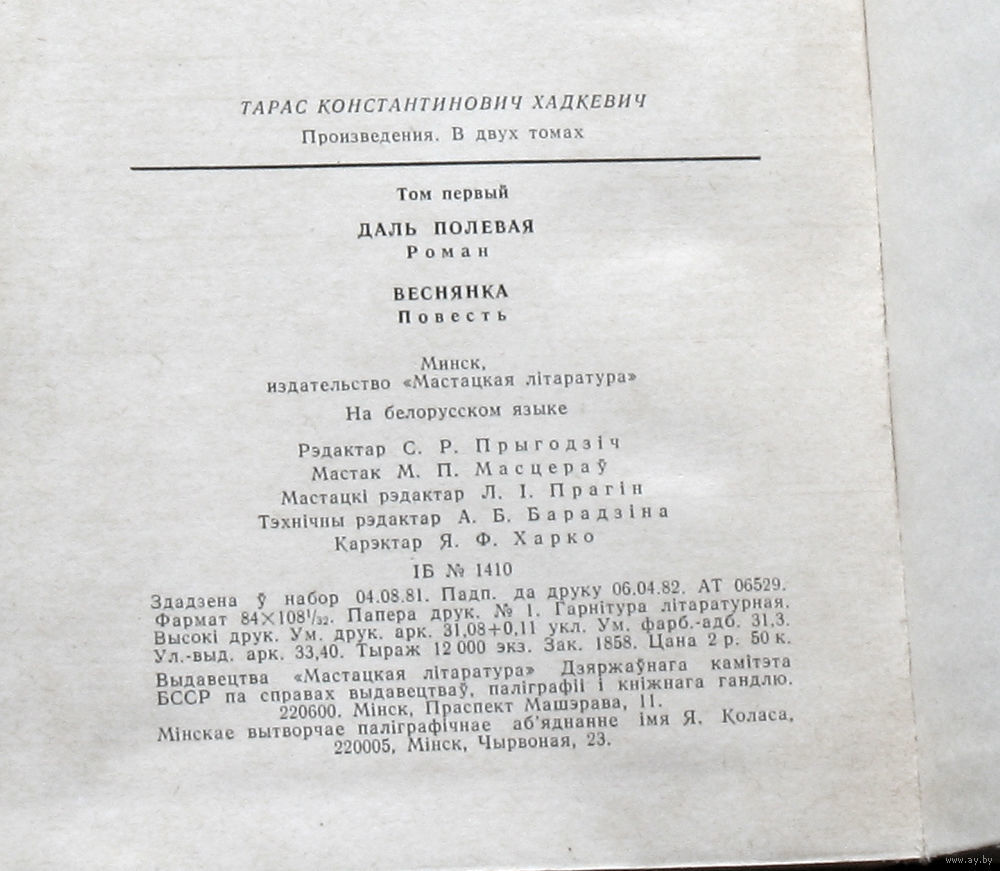 ТАРАС КОНСТАНТИНОВИЧ ХАДКЕВИЧ
Произведения. В двух томах
Том первый
ДАЛЬ ПОЛЕВАЯ
Роман
ВЕСНЯНКА
Повесть
Минск,
издательство «Мастацкая літаратура»
На белорусском языке
Рэдактар С. Р. Прыгодзіч
Мастак М. П. Масцераў
Мастацкі рэдактар Л. І. Прагін
Тэхнічны рэдактар А. Б. Барадзіна
Карэктар Я. Ф. Харко
ІБ № 1410
Здадзена ў набор 04.08.81. Падп. да друку 06.04.82. АТ 06529.
Фармат 84×108¹/₃₂. Папера друк. № 1. Гарнітура літаратурная.
Высокі друк. Ум. друк. арк. 31,08+0,11 укл. Ум. фарб.-адб. 31,3.
Ул.-выд. арк. 33,40. Тыраж 12 000 экз. Зак. 1858. Цана 2 р. 50 к.
Выдавецтва «Мастацкая літаратура» Дзяржаўнага камітэта
БССР па справах выдавецтваў, паліграфіі і кніжнага гандлю.
220600. Мінск, Праспект Машэрава, 11.
Мінскае вытворчае паліграфічнае аб'яднанне імя Я. Коласа,
220005, Мінск, Чырвоная, 23.
www.ay.by